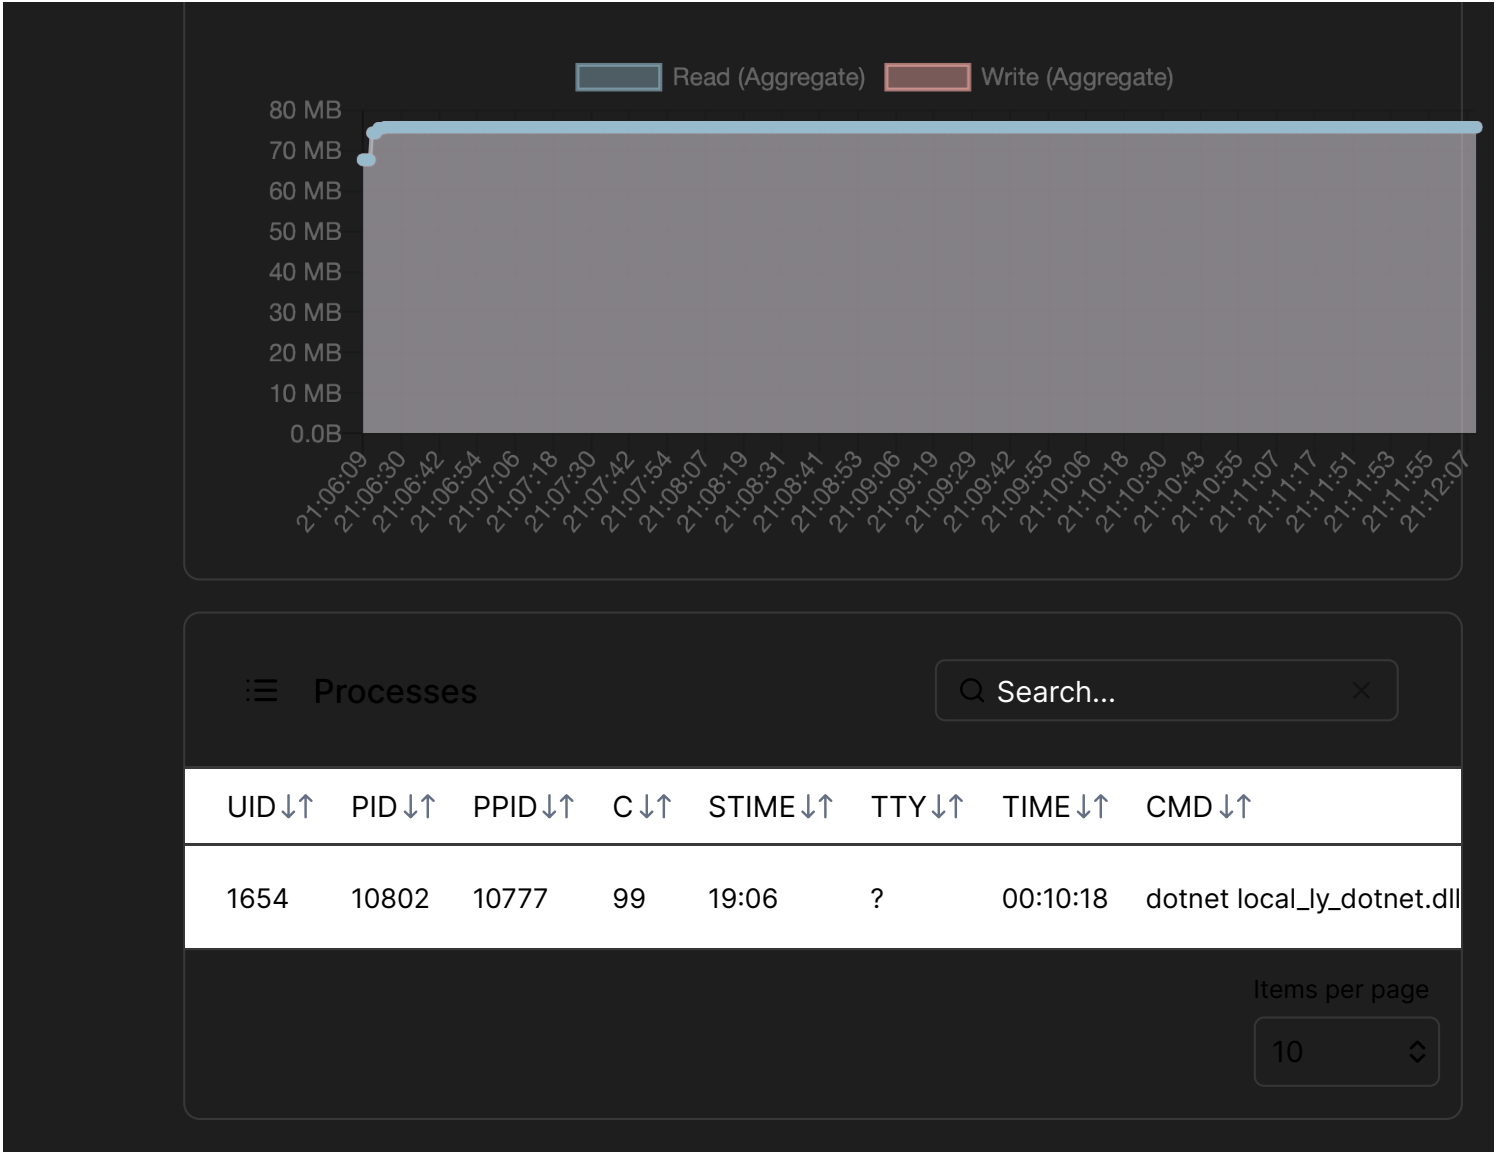 Read (Aggregate) Write (Aggregate)
80 MB
70 MB
60 MB
50 MB
40 MB
30 MB
20 MB
10 MB
0.0B
21:06:09 21:06:30 21:06:42 21:06:54 21:07:06 21:07:18 21:07:30 21:07:42 21:07:54 21:08:07 21:08:19 21:08:31 21:08:41 21:08:53 21:09:06 21:09:19 21:09:29 21:09:42 21:09:55 21:10:06 21:10:18 21:10:30 21:10:43 21:10:55 21:11:07 21:11:17 21:11:51 21:11:53 21:11:55 21:12:07
Processes Search...
UID PID PPID C STIME TTY TIME CMD
1654 10802 10777 99 19:06 ? 00:10:18 dotnet local_ly_dotnet.dll
Items per page
10